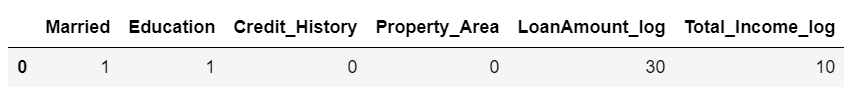 Married Education Credit_History Property_Area LoanAmount_log Total_Income_log
0 1 1 0 0 30 10